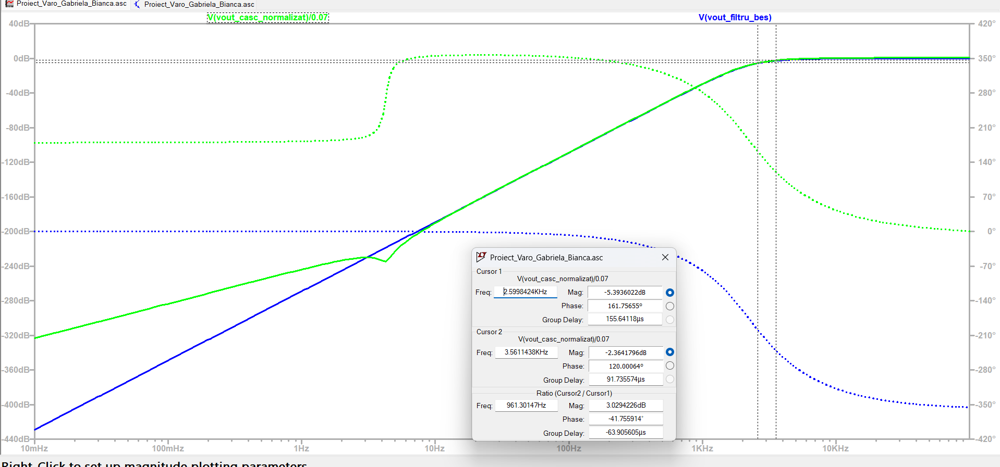 Proiect_Varo_Gabriela_Bianca.asc Proiect_Varo_Gabriela_Bianca.asc
V(vout_casc_normalizat)/0.07 V(vout_filtru_bes)
40dB 420°
0dB 350°
-40dB 280°
-80dB 210°
-120dB 140°
-160dB 70°
-200dB 0°
-240dB -70°
-280dB -140°
-320dB -210°
-360dB -280°
-400dB -350°
-440dB -420°
10mHz 100mHz 1Hz 10Hz 100Hz 1KHz 10KHz
Proiect_Varo_Gabriela_Bianca.asc
Cursor 1
V(vout_casc_normalizat)/0.07
Freq: 2.5998424KHz Mag: -5.3936022dB
Phase: 161.75655°
Group Delay: 155.64118µs
Cursor 2
V(vout_casc_normalizat)/0.07
Freq: 3.5611438KHz Mag: -2.3641796dB
Phase: 120.00064°
Group Delay: 91.735574µs
Ratio (Cursor2 / Cursor1)
Freq: 961.30147Hz Mag: 3.0294226dB
Phase: -41.755914°
Group Delay: -63.905605µs
Right-Click to set up magnitude plotting parameters